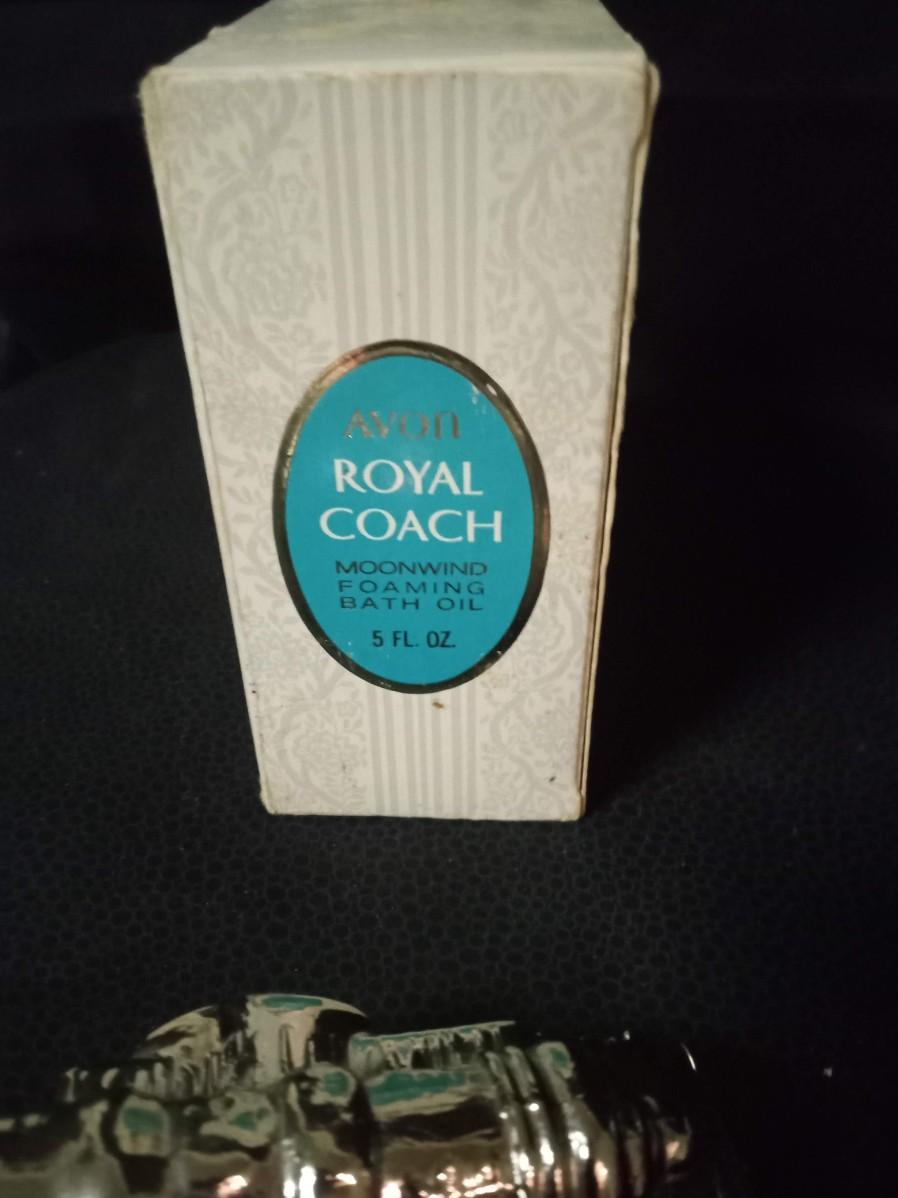 AVON
ROYAL
COACH
MOONWIND
FOAMING
BATH OIL
5 FL. OZ.